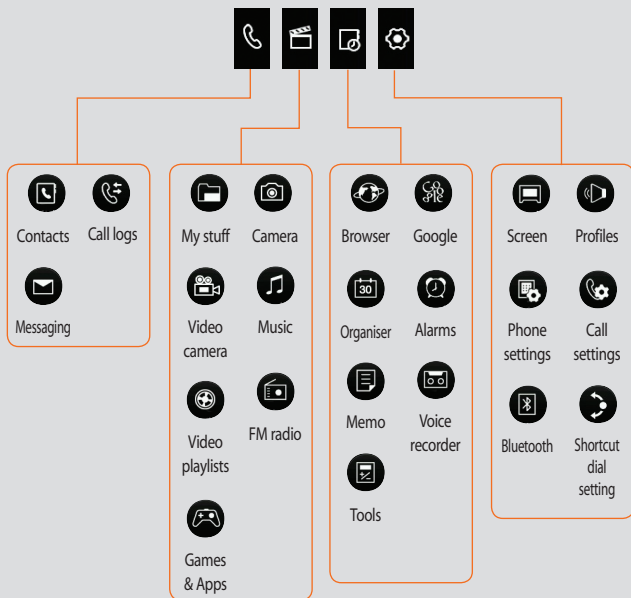 Contacts
Call logs
Messaging
My stuff
Camera
Video
camera
Music
Video
playlists
FM radio
Games
& Apps
Browser
Google
30
Organiser
Alarms
Memo
Voice
recorder
Tools
Screen
Profiles
Phone
settings
Call
settings
Bluetooth
Shortcut
dial
setting